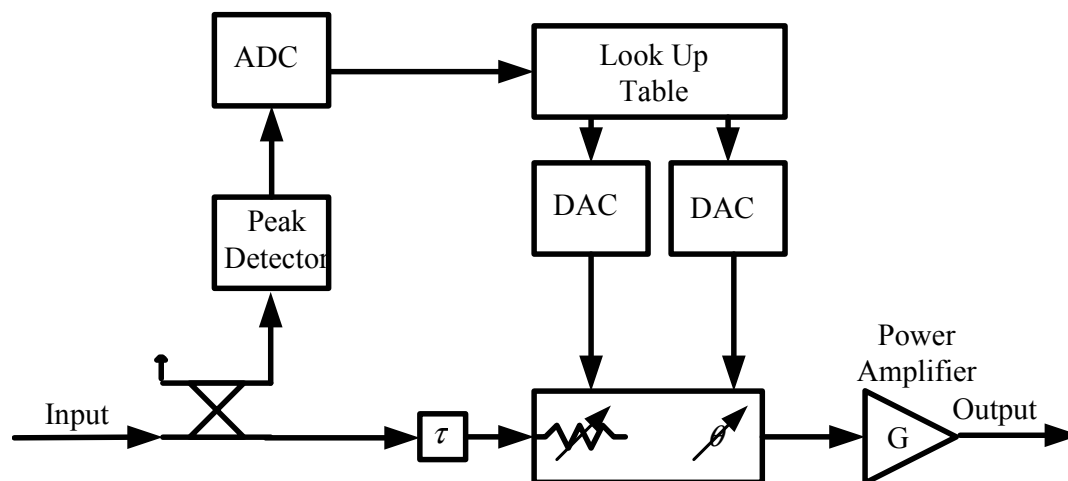 ADC
Look Up
Table
Peak
Detector
DAC
DAC
Power
Amplifier
Input
τ
θ
G
Output